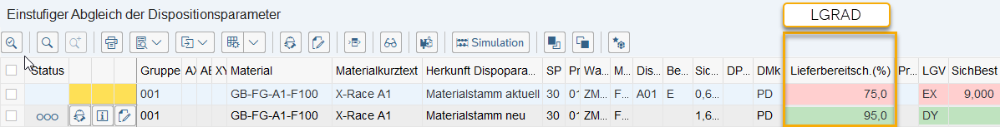 Einstufiger Abgleich der Dispositionsparameter
LGRAD
Simulation
Status Gruppe AX AE XY Material Materialkurztext Herkunft Dispopara... SP Pr Wa... M... Dis... Be... Sic... DP... DMk Lieferbereitsch.(%) Pr... LGV SichBest
001 GB-FG-A1-F100 X-Race A1 Materialstamm aktuell 30 01 ZM... F... A01 E 0,6... PD 75,0 EX 9,000
001 GB-FG-A1-F100 X-Race A1 Materialstamm neu 30 01 ZM... F... 1,6... PD 95,0 DY